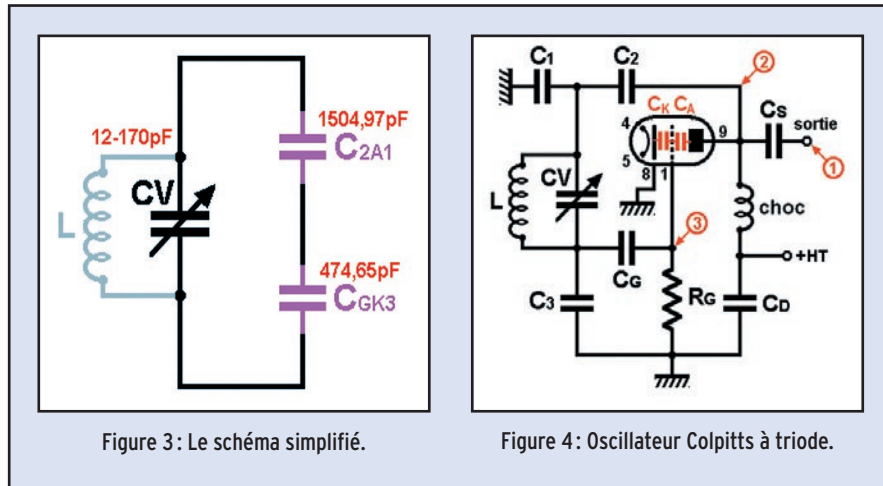 12-170pF
L
CV
1504,97pF
C2A1
474,65pF
CGK3
Figure 3 : Le schéma simplifié.
C1
C2
2
CK CA
4
5
8
1
9
CS
sortie
1
L
CV
choc
3
+HT
CG
C3
RG
CD
Figure 4 : Oscillateur Colpitts à triode.